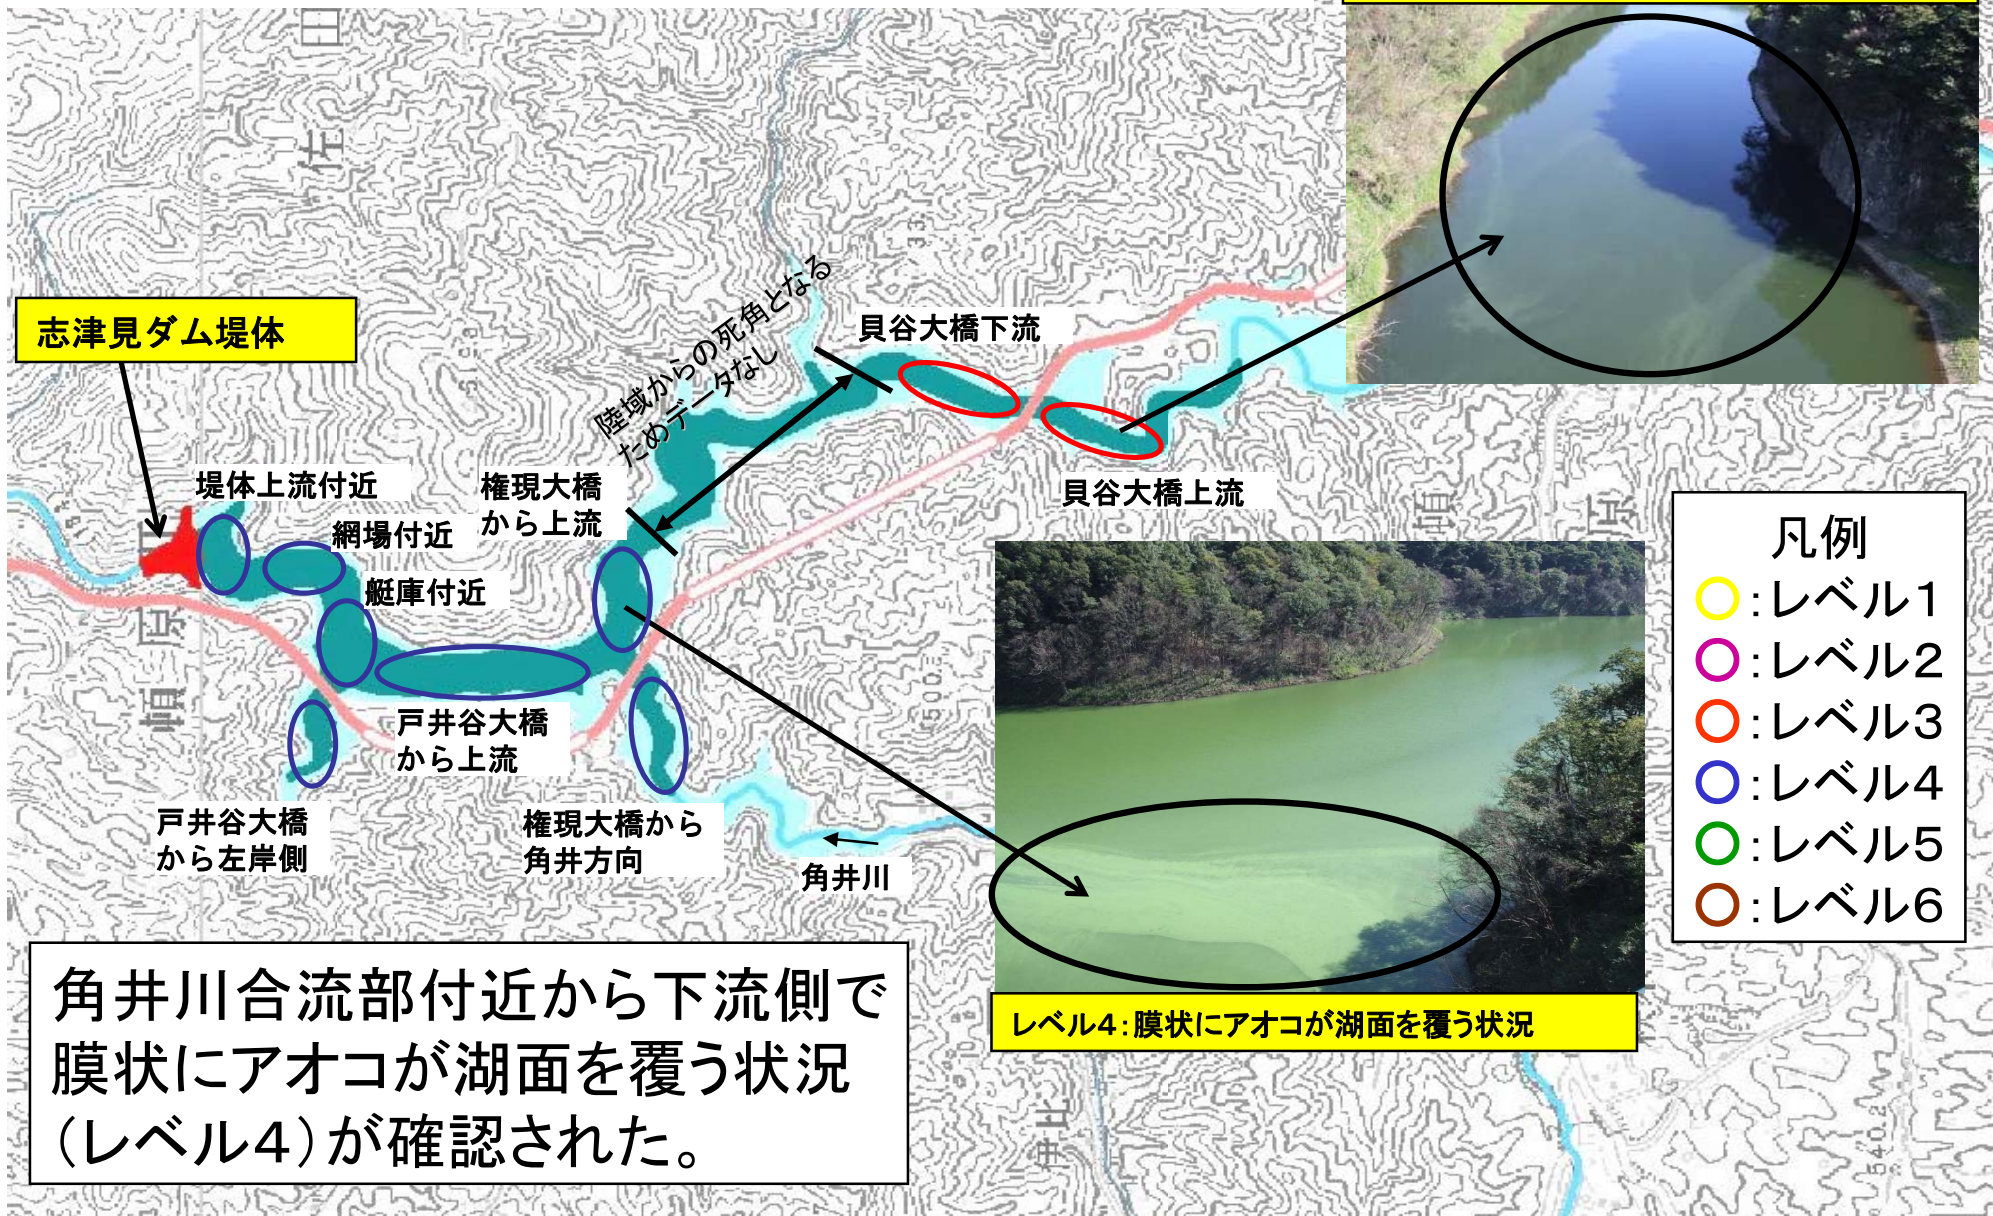 田
佐
志津見ダム堤体
陸域からの死角となる
ためデータなし
貝谷大橋下流
貝谷大橋上流
堤体上流付近
網場付近
艇庫付近
権現大橋
から上流
戸井谷大橋
から上流
戸井谷大橋
から左岸側
権現大橋から
角井方向
角井川
頓
原
凡例
:レベル1
:レベル2
:レベル3
:レベル4
:レベル5
:レベル6
レベル4:膜状にアオコが湖面を覆う状況
角井川合流部付近から下流側で
膜状にアオコが湖面を覆う状況
(レベル4)が確認された。